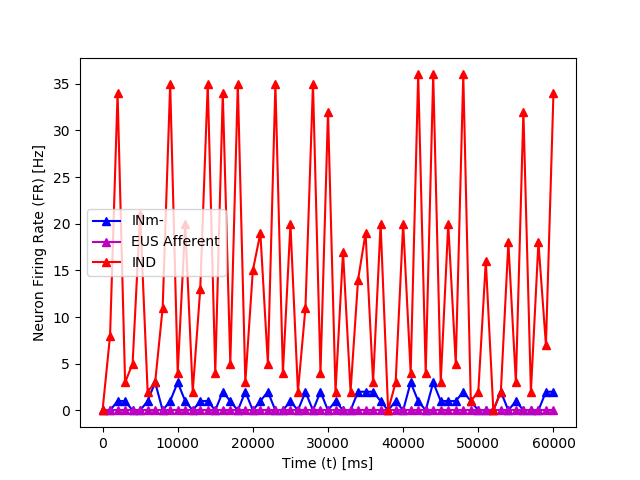 35
30
25
20
15
10
5
0
Neuron Firing Rate (FR) [Hz]
INm-
EUS Afferent
IND
0 10000 20000 30000 40000 50000 60000
Time (t) [ms]